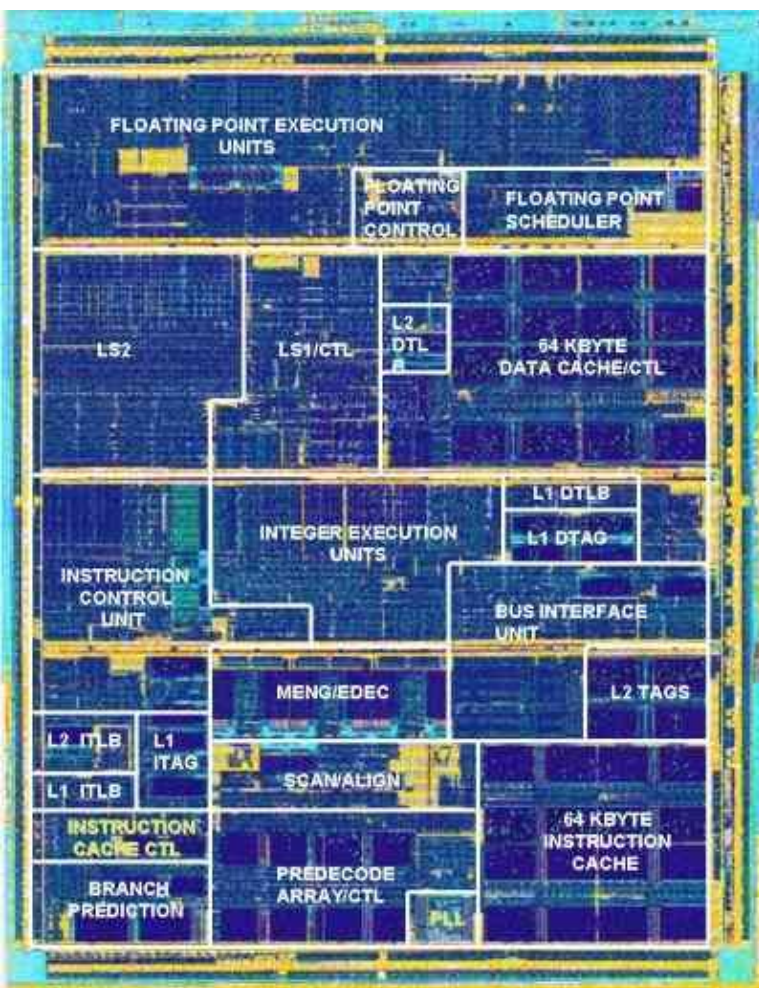 FLOATING POINT EXECUTION
UNITS
FLOATING
POINT
CONTROL
FLOATING POINT
SCHEDULER
LS2
LS1/CTL
L2
DTL
B
64 KBYTE
DATA CACHE/CTL
L1 DTLB
L1 DTAG
INTEGER EXECUTION
UNITS
INSTRUCTION
CONTROL
UNIT
BUS INTERFACE
UNIT
MENG/EDEC
L2 TAGS
L2 ITLB
L1
ITAG
L1 ITLB
SCAN/ALIGN
INSTRUCTION
CACHE CTL
64 KBYTE
INSTRUCTION
CACHE
PREDECODE
ARRAY/CTL
BRANCH
PREDICTION
PLL